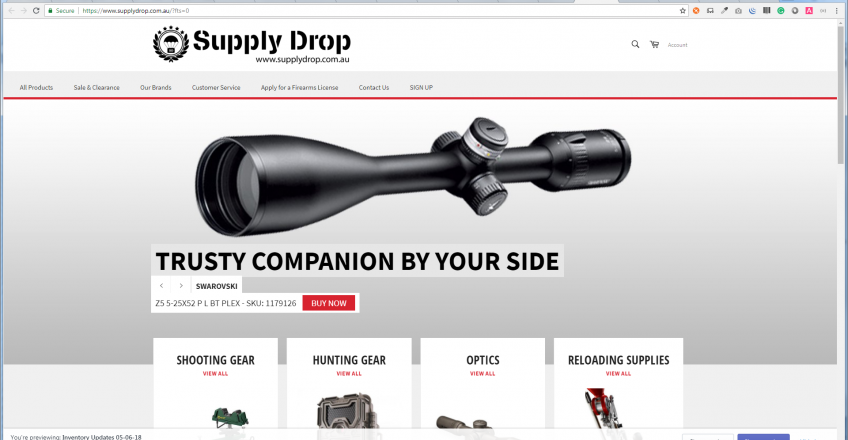 Secure | https://www.supplydrop.com.au/?fts=0
Supply Drop
www.supplydrop.com.au
Account
All Products Sale & Clearance Our Brands Customer Service Apply for a Firearms License Contact Us SIGN UP
TRUSTY COMPANION BY YOUR SIDE
SWAROVSKI
Z5 5-25X52 P L BT PLEX - SKU: 1179126 BUY NOW
SHOOTING GEAR HUNTING GEAR OPTICS RELOADING SUPPLIES
VIEW ALL VIEW ALL VIEW ALL VIEW ALL
You're previewing: Inventory Updates 05-06-18